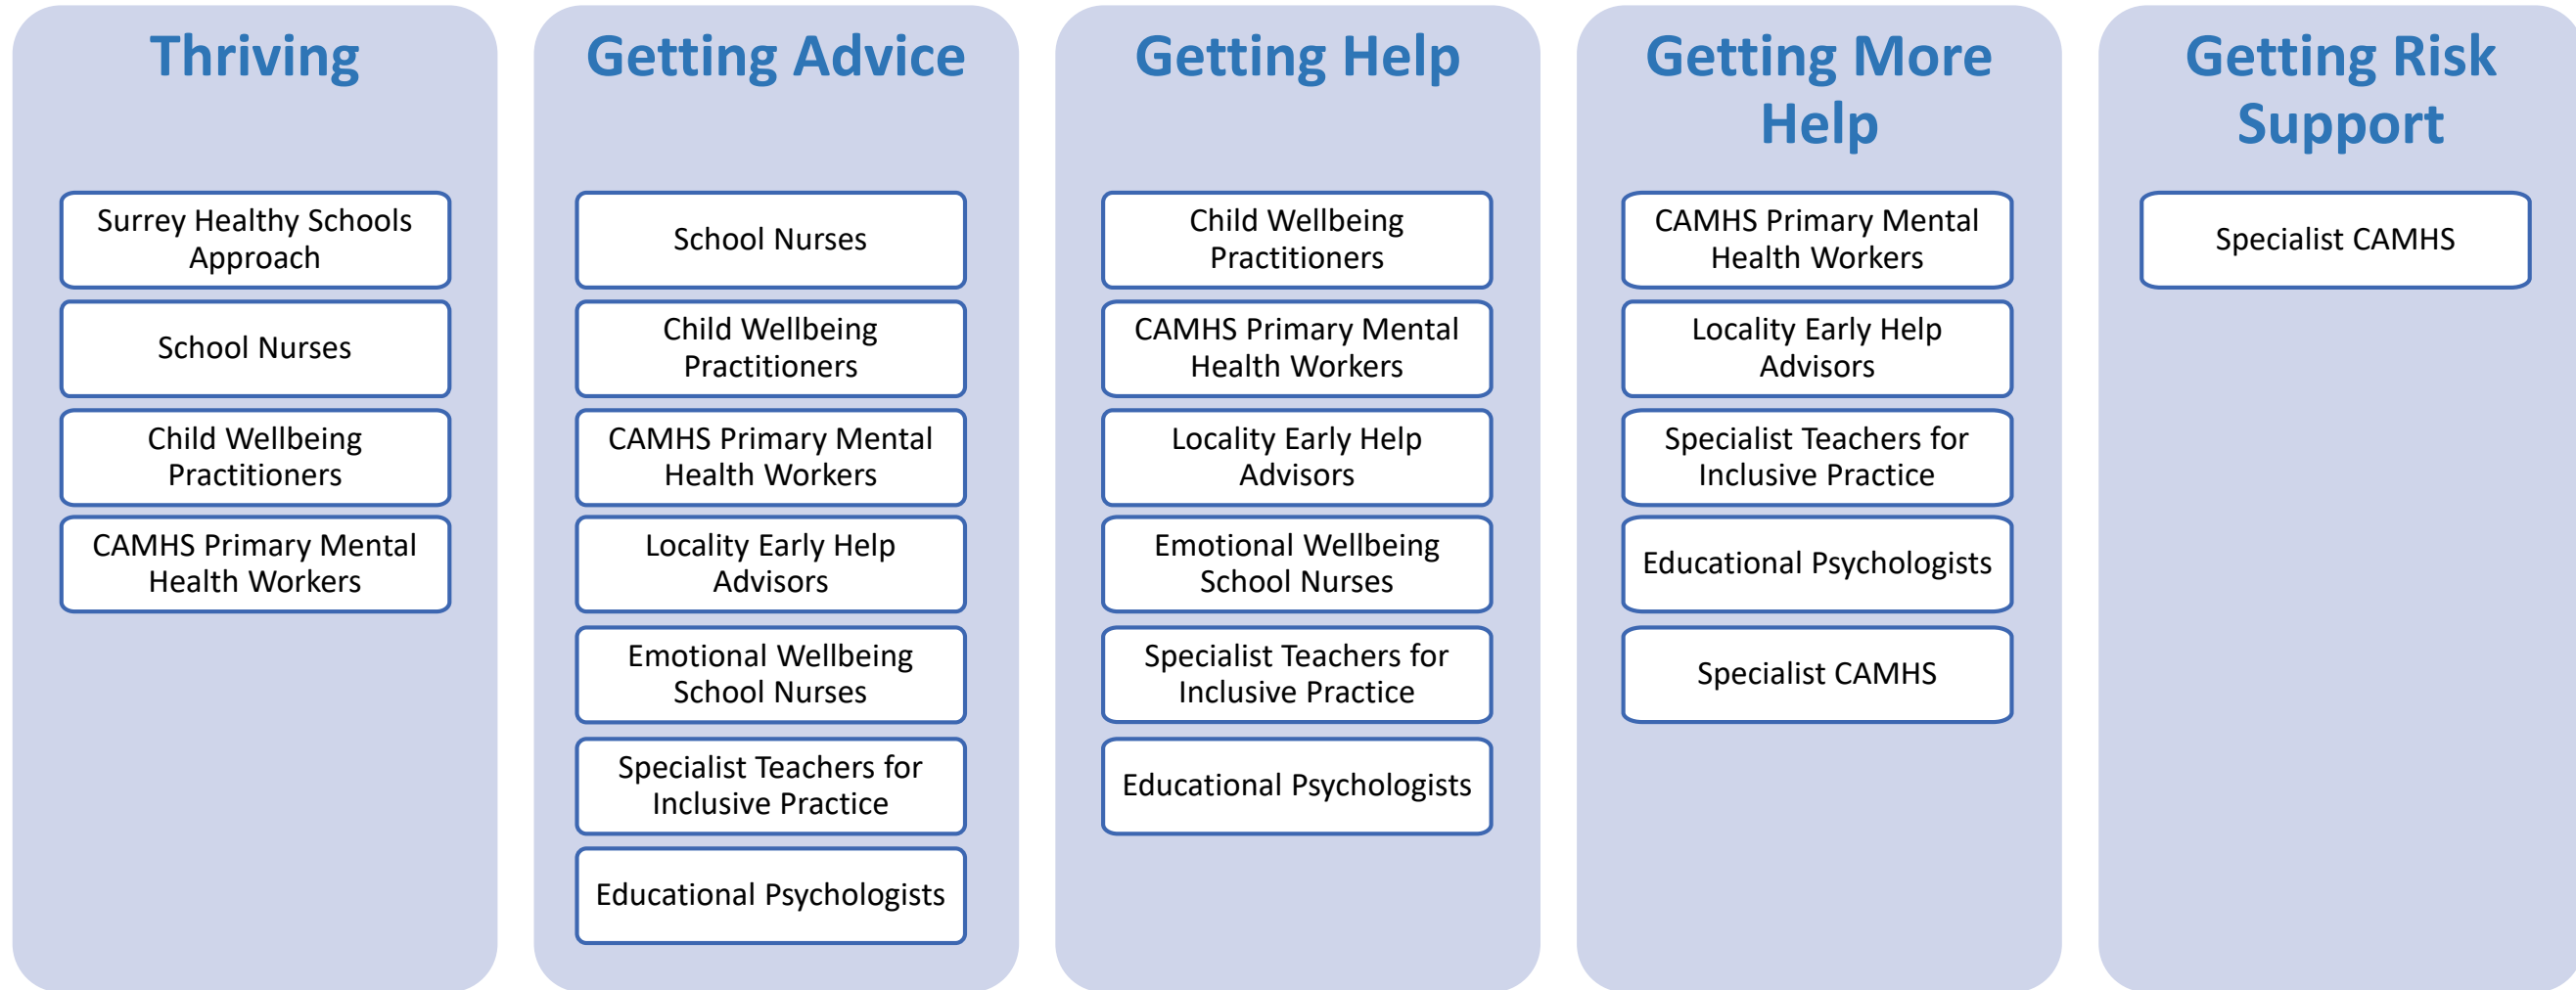 Thriving
Surrey Healthy Schools
Approach
School Nurses
Child Wellbeing
Practitioners
CAMHS Primary Mental
Health Workers
Getting Advice
School Nurses
Child Wellbeing
Practitioners
CAMHS Primary Mental
Health Workers
Locality Early Help
Advisors
Emotional Wellbeing
School Nurses
Specialist Teachers for
Inclusive Practice
Educational Psychologists
Getting Help
Child Wellbeing
Practitioners
CAMHS Primary Mental
Health Workers
Locality Early Help
Advisors
Emotional Wellbeing
School Nurses
Specialist Teachers for
Inclusive Practice
Educational Psychologists
Getting More
Help
CAMHS Primary Mental
Health Workers
Locality Early Help
Advisors
Specialist Teachers for
Inclusive Practice
Educational Psychologists
Specialist CAMHS
Getting Risk
Support
Specialist CAMHS